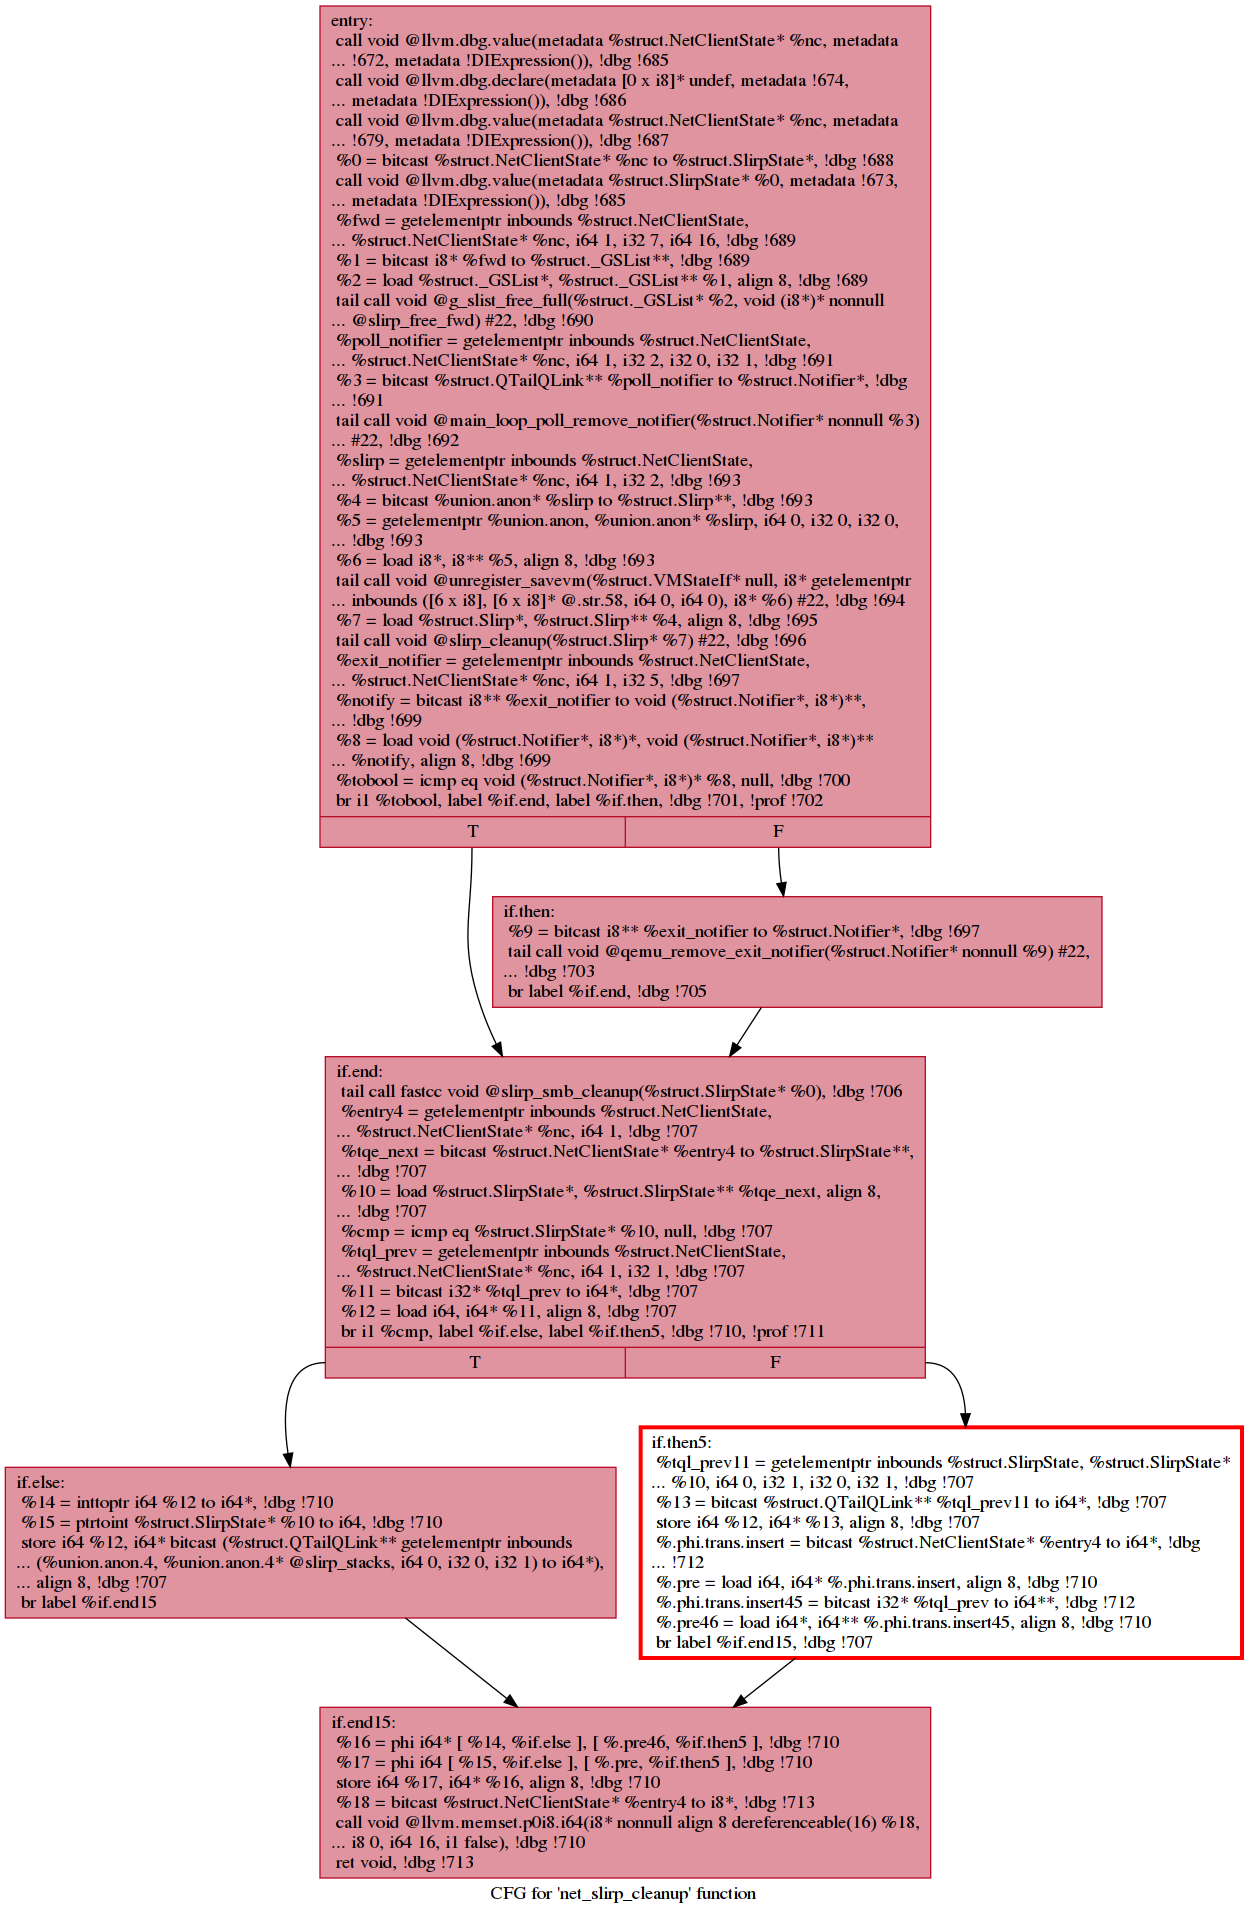 entry:
call void @llvm.dbg.value(metadata %struct.NetClientState* %nc, metadata
... !672, metadata !DIExpression()), !dbg !685
call void @llvm.dbg.declare(metadata [0 x i8]* undef, metadata !674,
... metadata !DIExpression()), !dbg !686
call void @llvm.dbg.value(metadata %struct.NetClientState* %nc, metadata
... !679, metadata !DIExpression()), !dbg !687
%0 = bitcast %struct.NetClientState* %nc to %struct.SlirpState*, !dbg !688
call void @llvm.dbg.value(metadata %struct.SlirpState* %0, metadata !673,
... metadata !DIExpression()), !dbg !685
%fwd = getelementptr inbounds %struct.NetClientState,
... %struct.NetClientState* %nc, i64 1, i32 7, i64 16, !dbg !689
%1 = bitcast i8* %fwd to %struct._GSList**, !dbg !689
%2 = load %struct._GSList*, %struct._GSList** %1, align 8, !dbg !689
tail call void @g_slist_free_full(%struct._GSList* %2, void (i8*)* nonnull
... @slirp_free_fwd) #22, !dbg !690
%poll_notifier = getelementptr inbounds %struct.NetClientState,
... %struct.NetClientState* %nc, i64 1, i32 2, i32 0, i32 1, !dbg !691
%3 = bitcast %struct.QTailQLink** %poll_notifier to %struct.Notifier*, !dbg
... !691
tail call void @main_loop_poll_remove_notifier(%struct.Notifier* nonnull %3)
... #22, !dbg !692
%slirp = getelementptr inbounds %struct.NetClientState,
... %struct.NetClientState* %nc, i64 1, i32 2, !dbg !693
%4 = bitcast %union.anon* %slirp to %struct.Slirp**, !dbg !693
%5 = getelementptr %union.anon, %union.anon* %slirp, i64 0, i32 0, i32 0,
... !dbg !693
%6 = load i8*, i8** %5, align 8, !dbg !693
tail call void @unregister_savevm(%struct.VMStateIf* null, i8* getelementptr
... inbounds ([6 x i8], [6 x i8]* @.str.58, i64 0, i64 0), i8* %6) #22, !dbg !694
%7 = load %struct.Slirp*, %struct.Slirp** %4, align 8, !dbg !695
tail call void @slirp_cleanup(%struct.Slirp* %7) #22, !dbg !696
%exit_notifier = getelementptr inbounds %struct.NetClientState,
... %struct.NetClientState* %nc, i64 1, i32 5, !dbg !697
%notify = bitcast i8** %exit_notifier to void (%struct.Notifier*, i8*)**,
... !dbg !699
%8 = load void (%struct.Notifier*, i8*)*, void (%struct.Notifier*, i8*)**
... %notify, align 8, !dbg !699
%tobool = icmp eq void (%struct.Notifier*, i8*)* %8, null, !dbg !700
br i1 %tobool, label %if.end, label %if.then, !dbg !701, !prof !702
T F
if.then:
%9 = bitcast i8** %exit_notifier to %struct.Notifier*, !dbg !697
tail call void @qemu_remove_exit_notifier(%struct.Notifier* nonnull %9) #22,
... !dbg !703
br label %if.end, !dbg !705
if.end:
tail call fastcc void @slirp_smb_cleanup(%struct.SlirpState* %0), !dbg !706
%entry4 = getelementptr inbounds %struct.NetClientState,
... %struct.NetClientState* %nc, i64 1, !dbg !707
%tqe_next = bitcast %struct.NetClientState* %entry4 to %struct.SlirpState**,
... !dbg !707
%10 = load %struct.SlirpState*, %struct.SlirpState** %tqe_next, align 8,
... !dbg !707
%cmp = icmp eq %struct.SlirpState* %10, null, !dbg !707
%tql_prev = getelementptr inbounds %struct.NetClientState,
... %struct.NetClientState* %nc, i64 1, i32 1, !dbg !707
%11 = bitcast i32* %tql_prev to i64*, !dbg !707
%12 = load i64, i64* %11, align 8, !dbg !707
br i1 %cmp, label %if.else, label %if.then5, !dbg !710, !prof !711
T F
if.else:
%14 = inttoptr i64 %12 to i64*, !dbg !710
%15 = ptrtoint %struct.SlirpState* %10 to i64, !dbg !710
store i64 %12, i64* bitcast (%struct.QTailQLink** getelementptr inbounds
... (%union.anon.4, %union.anon.4* @slirp_stacks, i64 0, i32 0, i32 1) to i64*),
... align 8, !dbg !707
br label %if.end15
if.then5:
%tql_prev11 = getelementptr inbounds %struct.SlirpState, %struct.SlirpState*
... %10, i64 0, i32 1, i32 0, i32 1, !dbg !707
%13 = bitcast %struct.QTailQLink** %tql_prev11 to i64*, !dbg !707
store i64 %12, i64* %13, align 8, !dbg !707
%.phi.trans.insert = bitcast %struct.NetClientState* %entry4 to i64*, !dbg
... !712
%.pre = load i64, i64* %.phi.trans.insert, align 8, !dbg !710
%.phi.trans.insert45 = bitcast i32* %tql_prev to i64**, !dbg !712
%.pre46 = load i64*, i64** %.phi.trans.insert45, align 8, !dbg !710
br label %if.end15, !dbg !707
if.end15:
%16 = phi i64* [ %14, %if.else ], [ %.pre46, %if.then5 ], !dbg !710
%17 = phi i64 [ %15, %if.else ], [ %.pre, %if.then5 ], !dbg !710
store i64 %17, i64* %16, align 8, !dbg !710
%18 = bitcast %struct.NetClientState* %entry4 to i8*, !dbg !713
call void @llvm.memset.p0i8.i64(i8* nonnull align 8 dereferenceable(16) %18,
... i8 0, i64 16, i1 false), !dbg !710
ret void, !dbg !713
CFG for 'net_slirp_cleanup' function